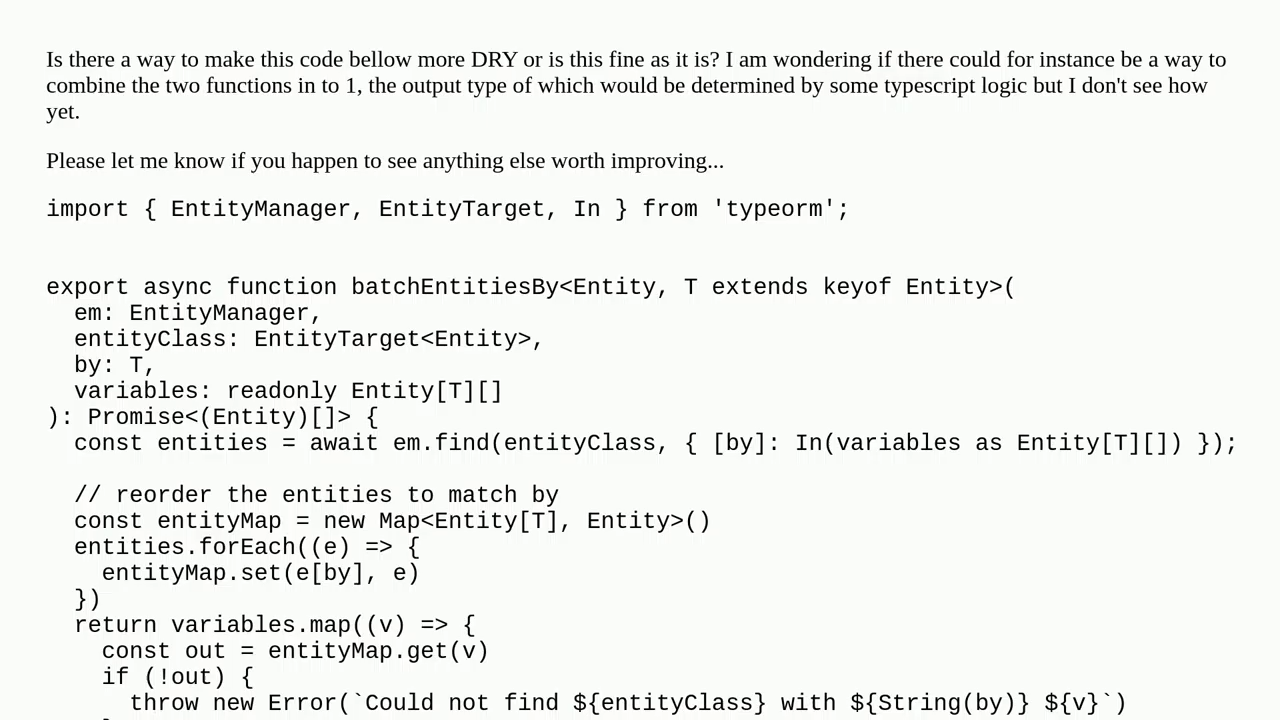 Is there a way to make this code bellow more DRY or is this fine as it is? I am wondering if there could for instance be a way to
combine the two functions in to 1, the output type of which would be determined by some typescript logic but I don't see how
yet.
Please let me know if you happen to see anything else worth improving...
import { EntityManager, EntityTarget, In } from 'typeorm';
export async function batchEntitiesBy<Entity, T extends keyof Entity>(
  em: EntityManager,
  entityClass: EntityTarget<Entity>,
  by: T,
  variables: readonly Entity[T][]
): Promise<(Entity)[]> {
  const entities = await em.find(entityClass, { [by]: In(variables as Entity[T][]) });
  // reorder the entities to match by
  const entityMap = new Map<Entity[T], Entity>()
  entities.forEach((e) => {
    entityMap.set(e[by], e)
  })
  return variables.map((v) => {
    const out = entityMap.get(v)
    if (!out) {
      throw new Error(`Could not find ${entityClass} with ${String(by)} ${v}`)